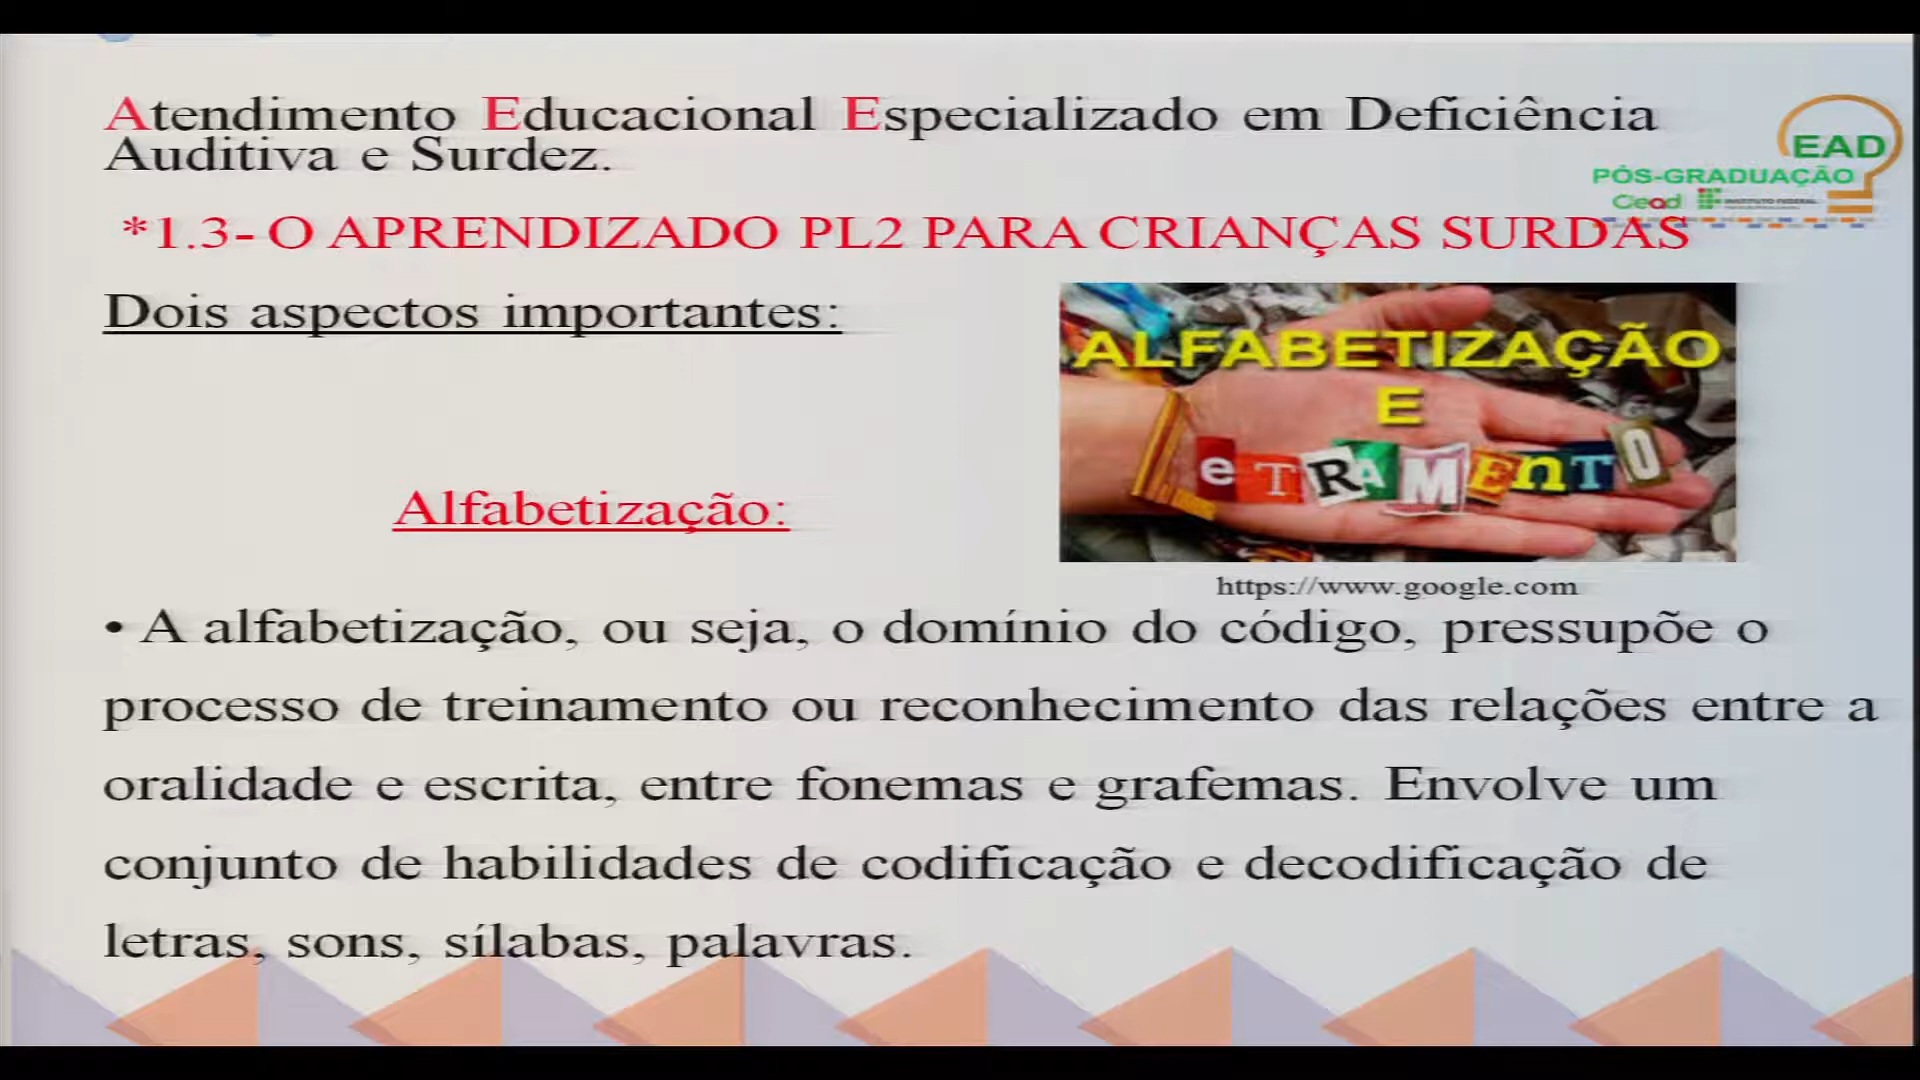 Atendimento Educacional Especializado em Deficiência
Auditiva e Surdez.
EAD
PÓS-GRADUAÇÃO
Cead
INSTITUTO FEDERAL
*1.3- O APRENDIZADO PL2 PARA CRIANÇAS SURDAS
Dois aspectos importantes:
ALFABETIZAÇÃO
E
eTRAMEnTO
Alfabetização:
https://www.google.com
• A alfabetização, ou seja, o domínio do código, pressupõe o
processo de treinamento ou reconhecimento das relações entre a
oralidade e escrita, entre fonemas e grafemas. Envolve um
conjunto de habilidades de codificação e decodificação de
letras, sons, sílabas, palavras.